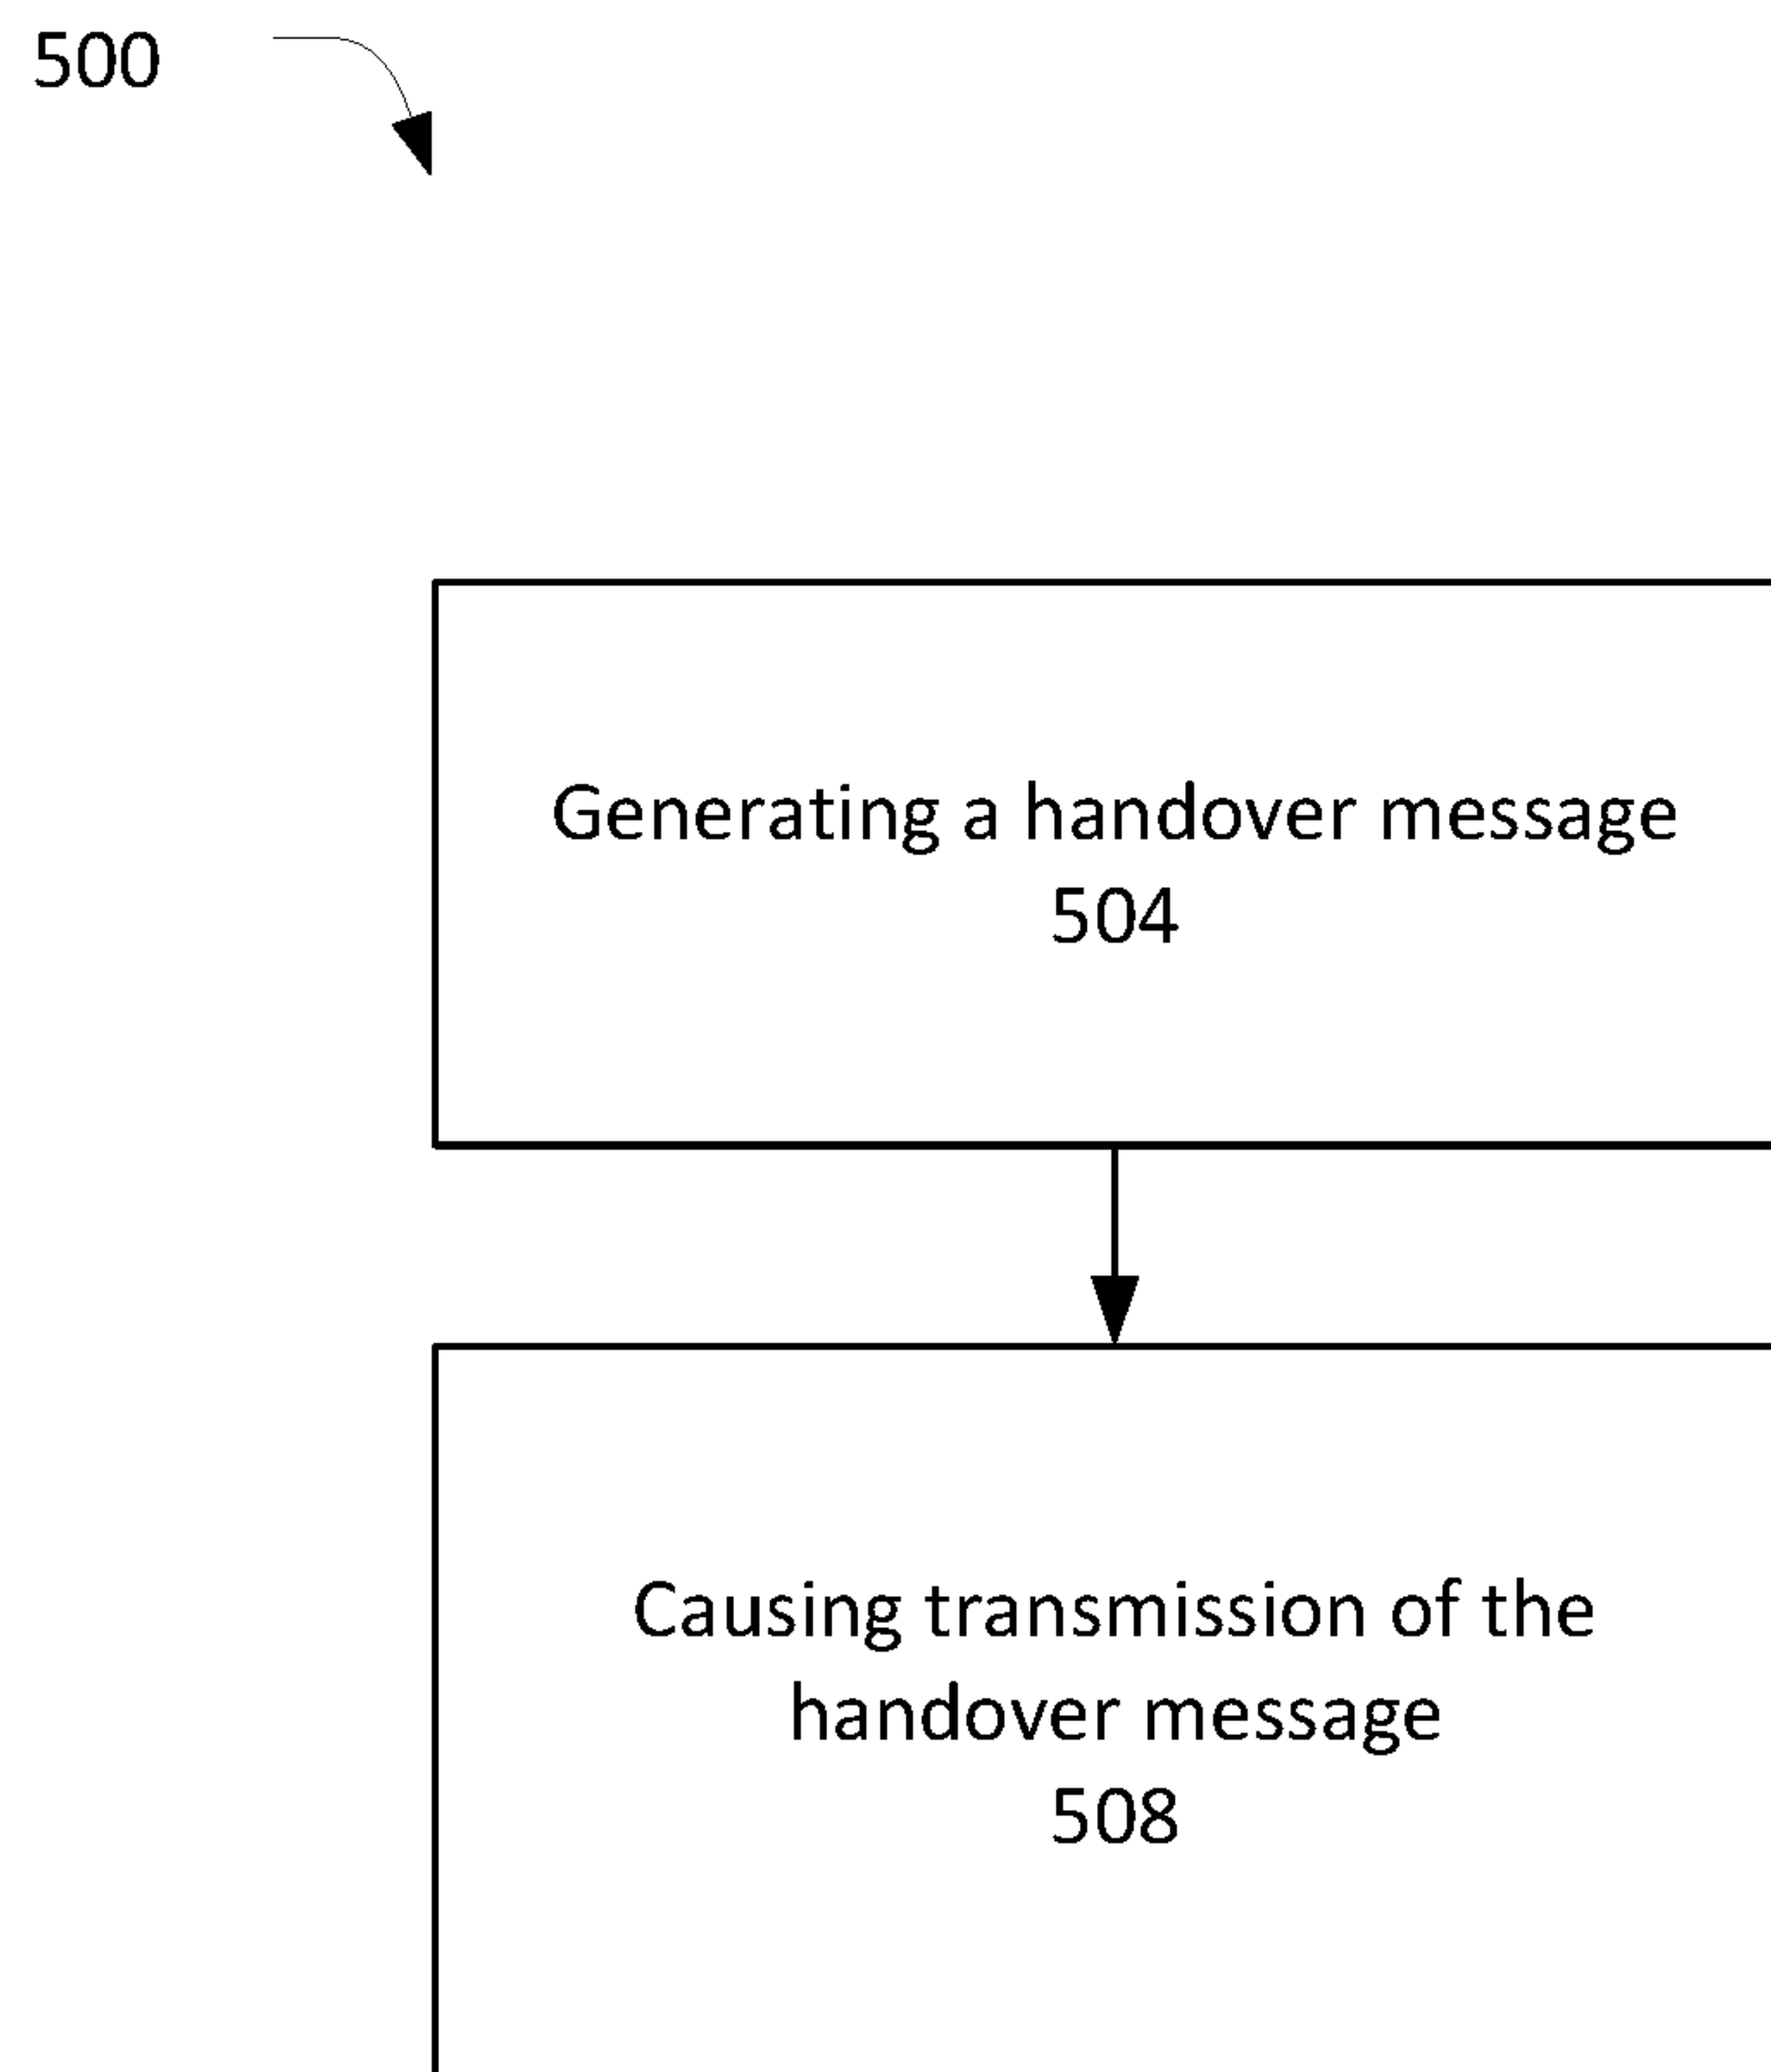 500
Generating a handover message
504
Causing transmission of the
handover message
508